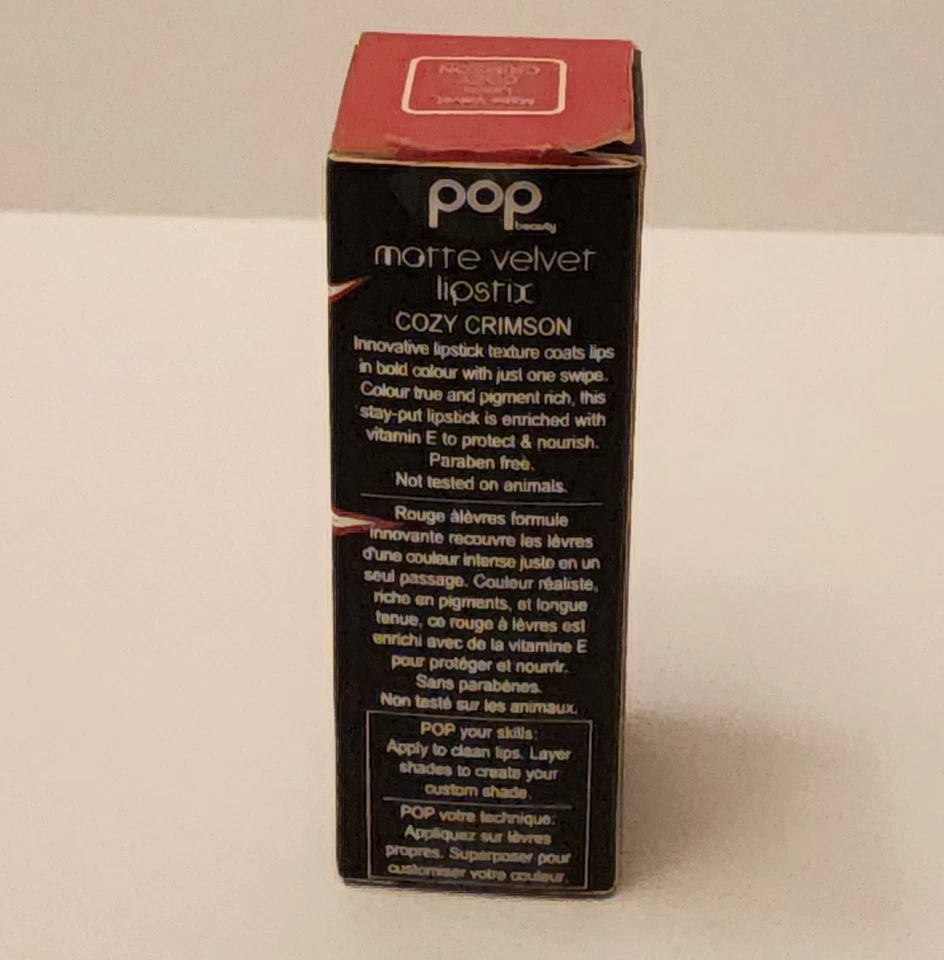 Matte Velvet
Lipstix
COZY
CRIMSON
pop
beauty
matte velvet
lipstix
COZY CRIMSON
Innovative lipstick texture coats lips
in bold colour with just one swipe.
Colour true and pigment rich, this
stay-put lipstick is enriched with
vitamin E to protect & nourish.
Paraben free.
Not tested on animals.
Rouge àlèvres formule
innovante recouvre les lèvres
d'une couleur intense juste en un
seul passage. Couleur réaliste,
riche en pigments, et longue
tenue, ce rouge à lèvres est
enrichi avec de la vitamine E
pour protéger et nourrir.
Sans parabènes.
Non testé sur les animaux.
POP your skills:
Apply to clean lips. Layer
shades to create your
custom shade.
POP votre technique:
Appliquez sur lèvres
propres. Superposer pour
customiser votre couleur.